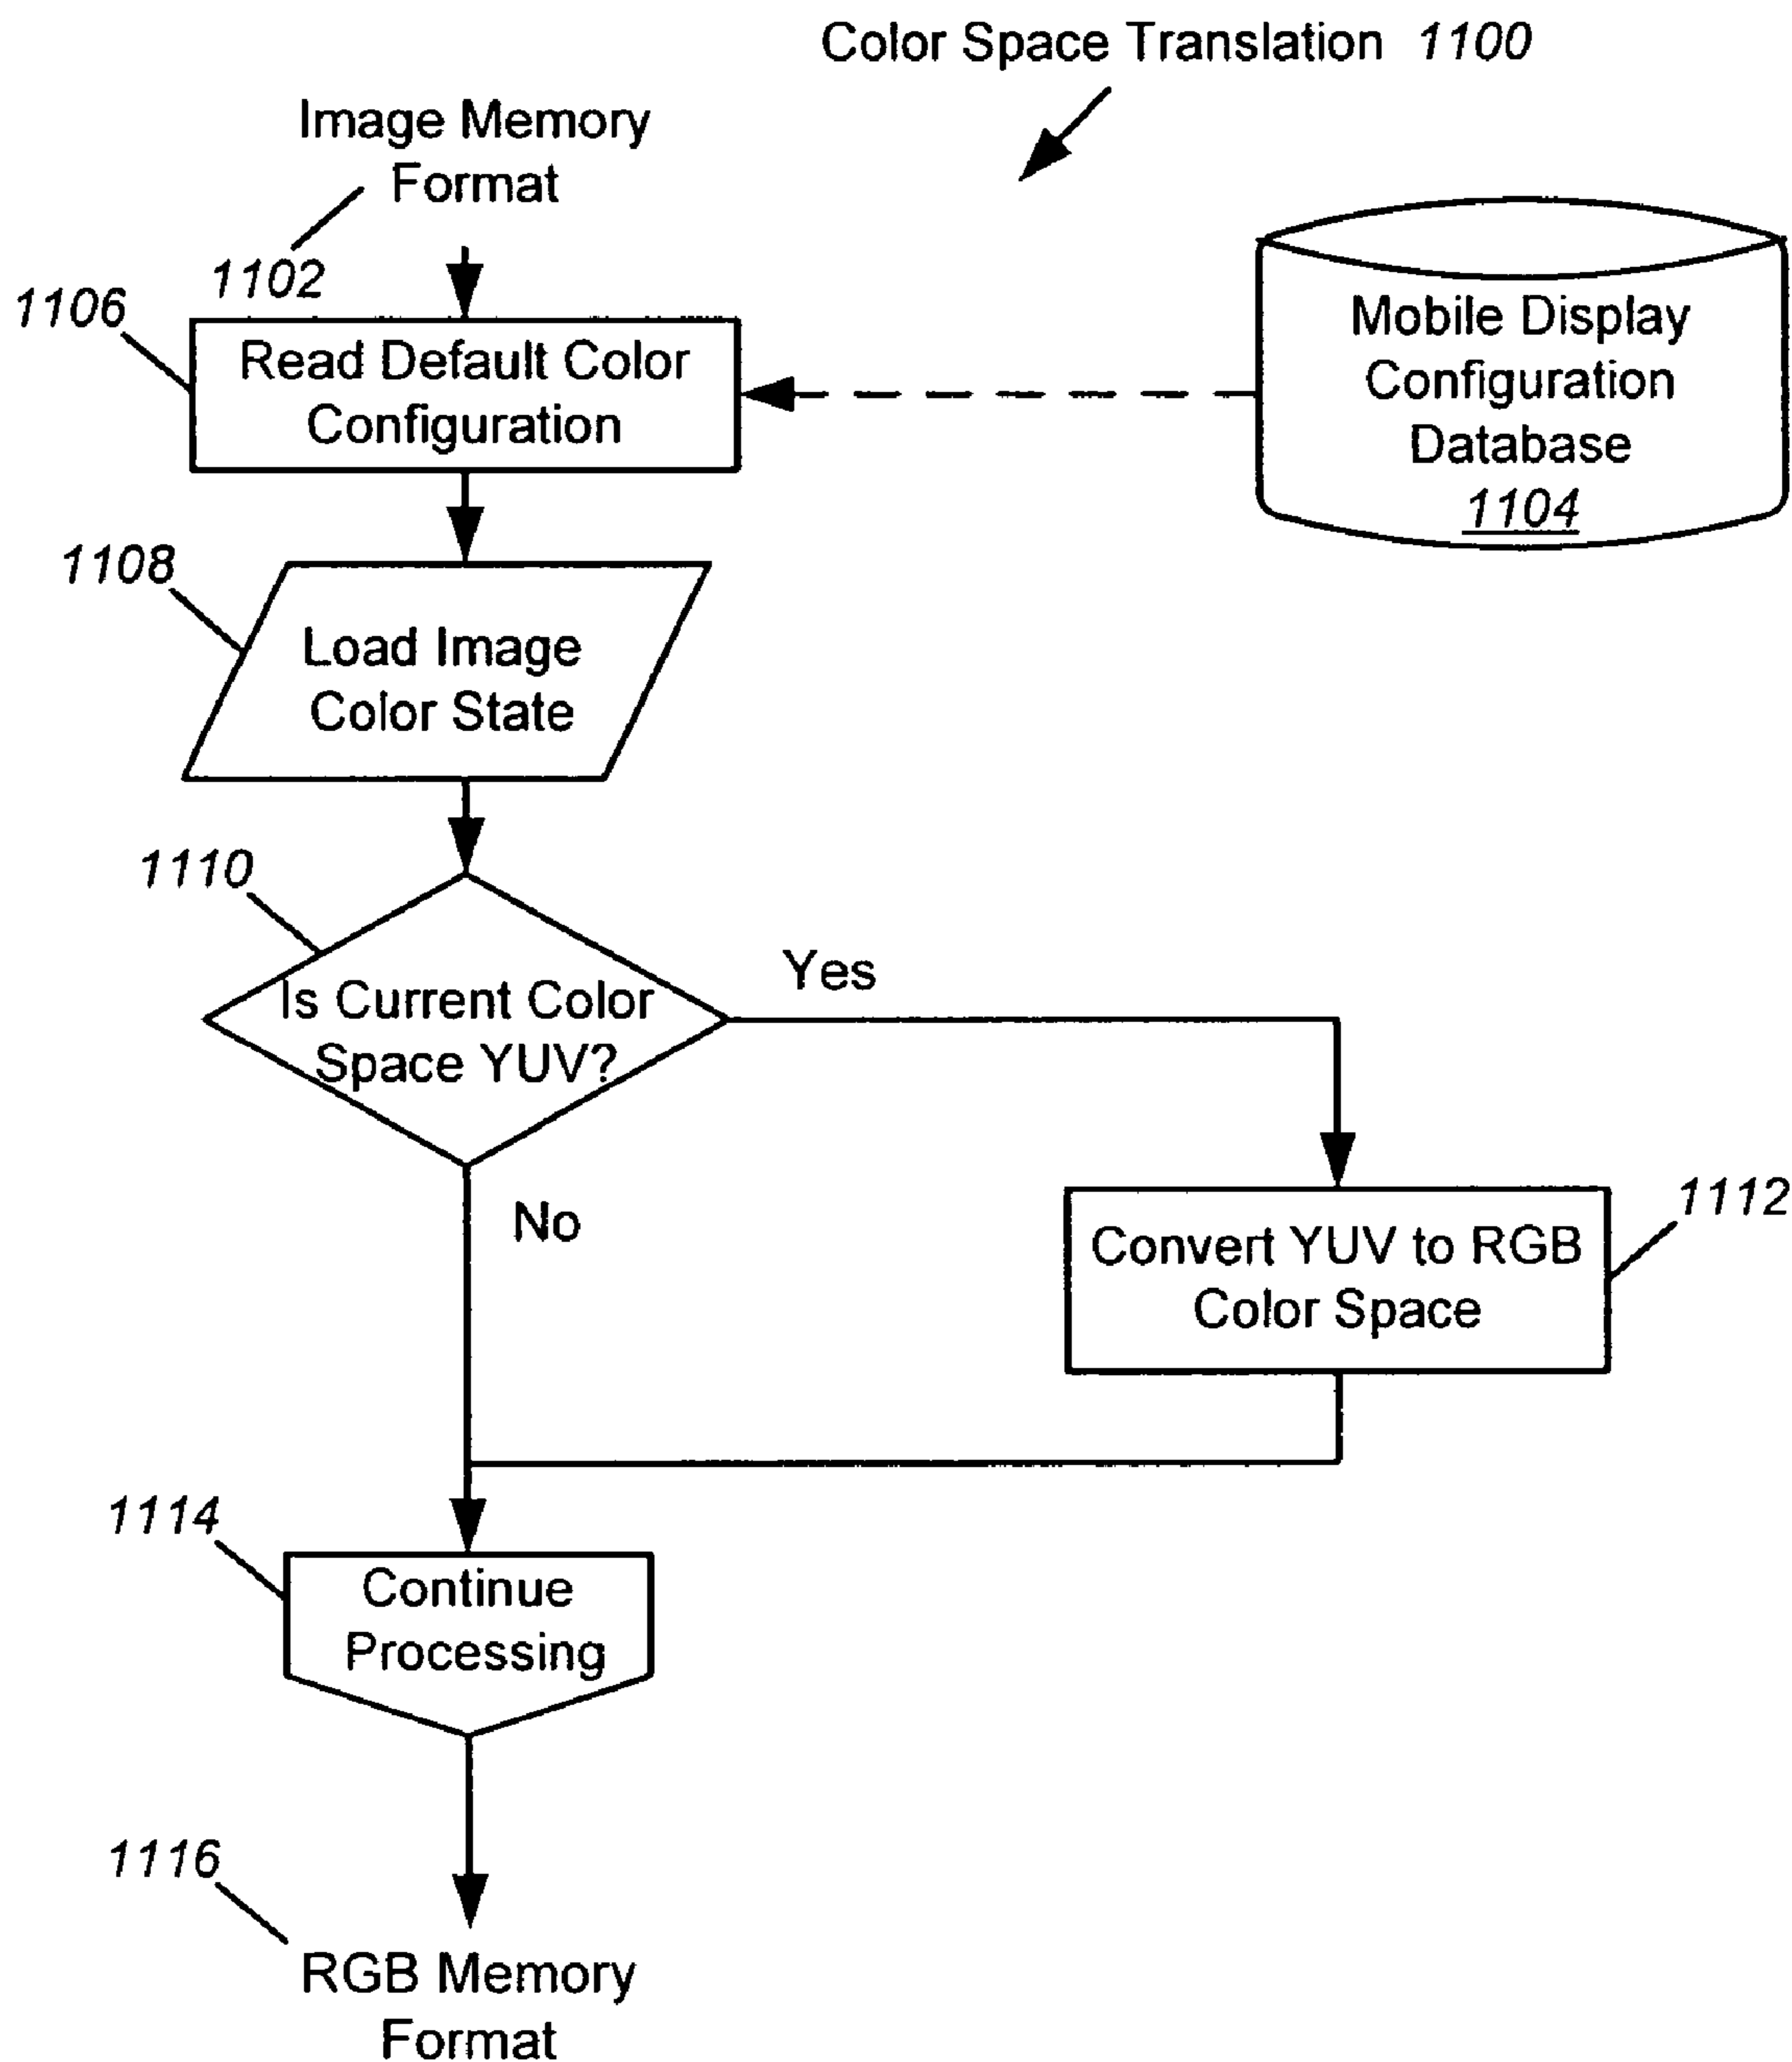 Color Space Translation 1100
Image Memory
Format
1102
1106
Read Default Color
Configuration
Mobile Display
Configuration
Database
1104
1108
Load Image
Color State
1110
Is Current Color
Space YUV?
Yes
No
1112
Convert YUV to RGB
Color Space
1114
Continue
Processing
1116
RGB Memory
Format